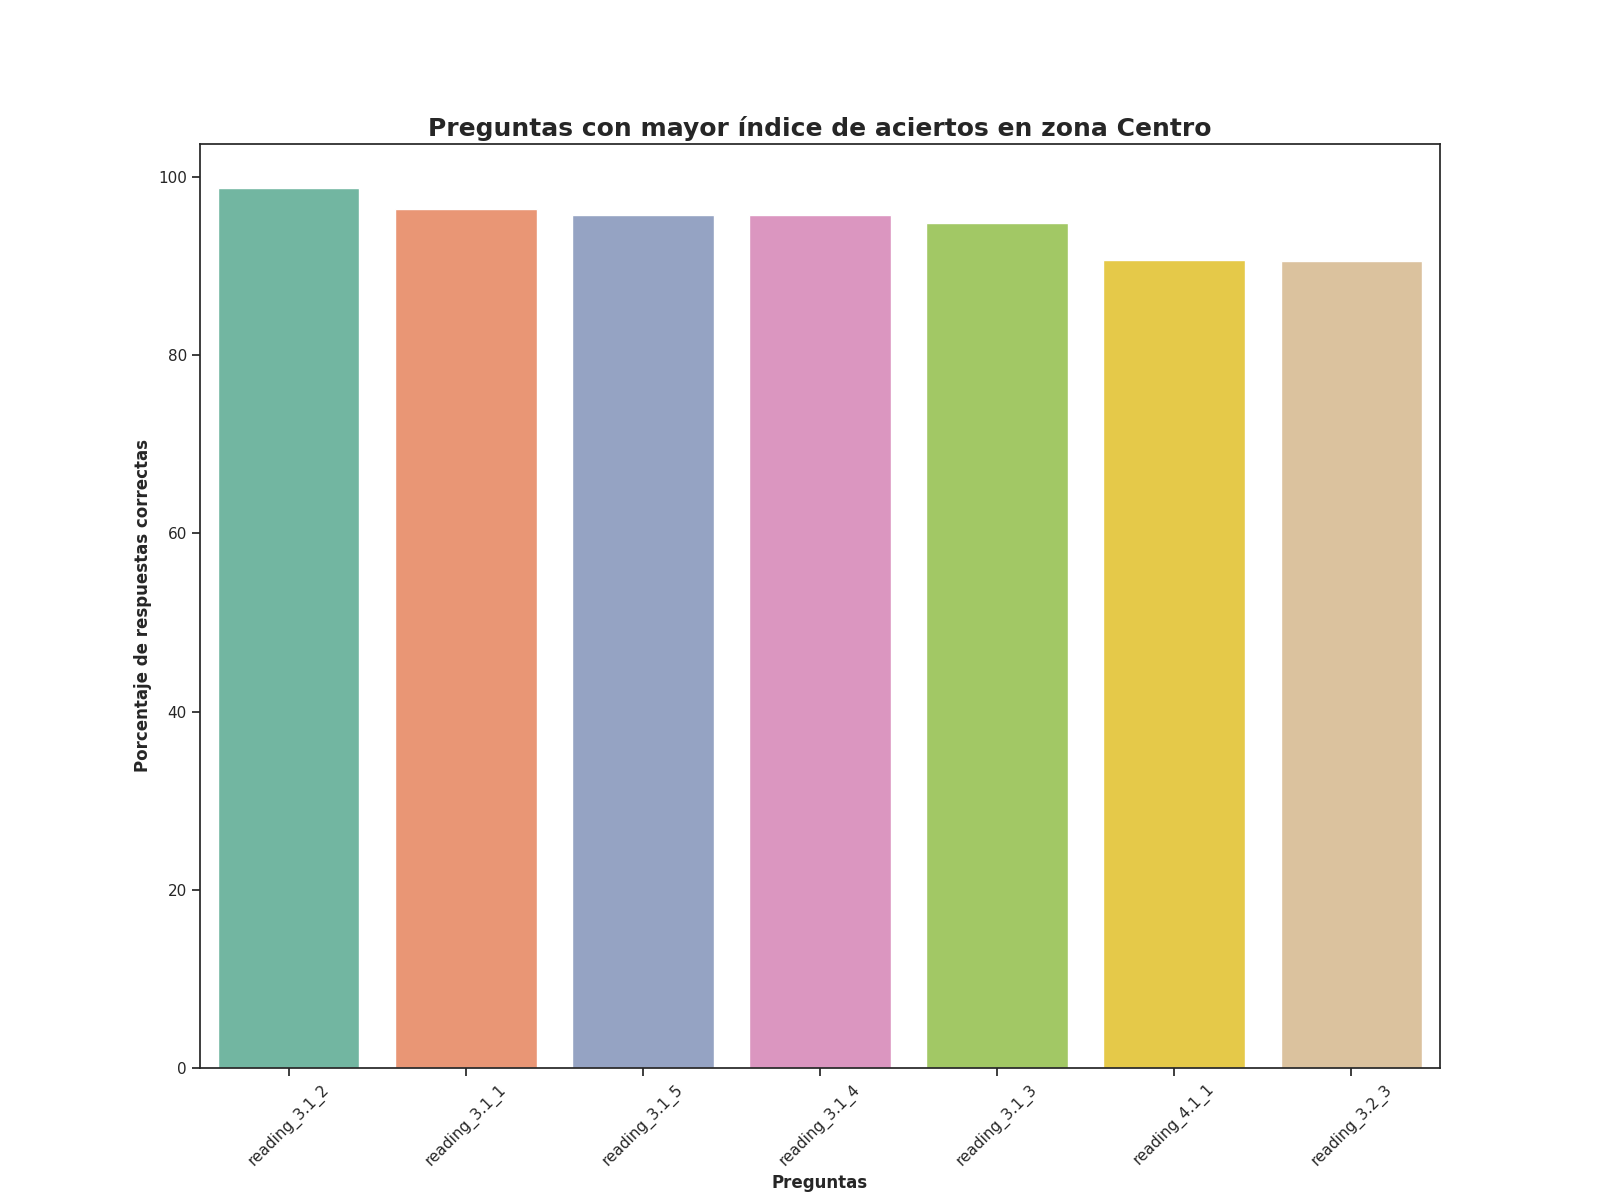 Preguntas con mayor índice de aciertos en zona Centro
Porcentaje de respuestas correctas
100
80
60
40
20
0
reading_3.1_2
reading_3.1_1
reading_3.1_5
reading_3.1_4
reading_3.1_3
reading_4.1_1
reading_3.2_3
Preguntas